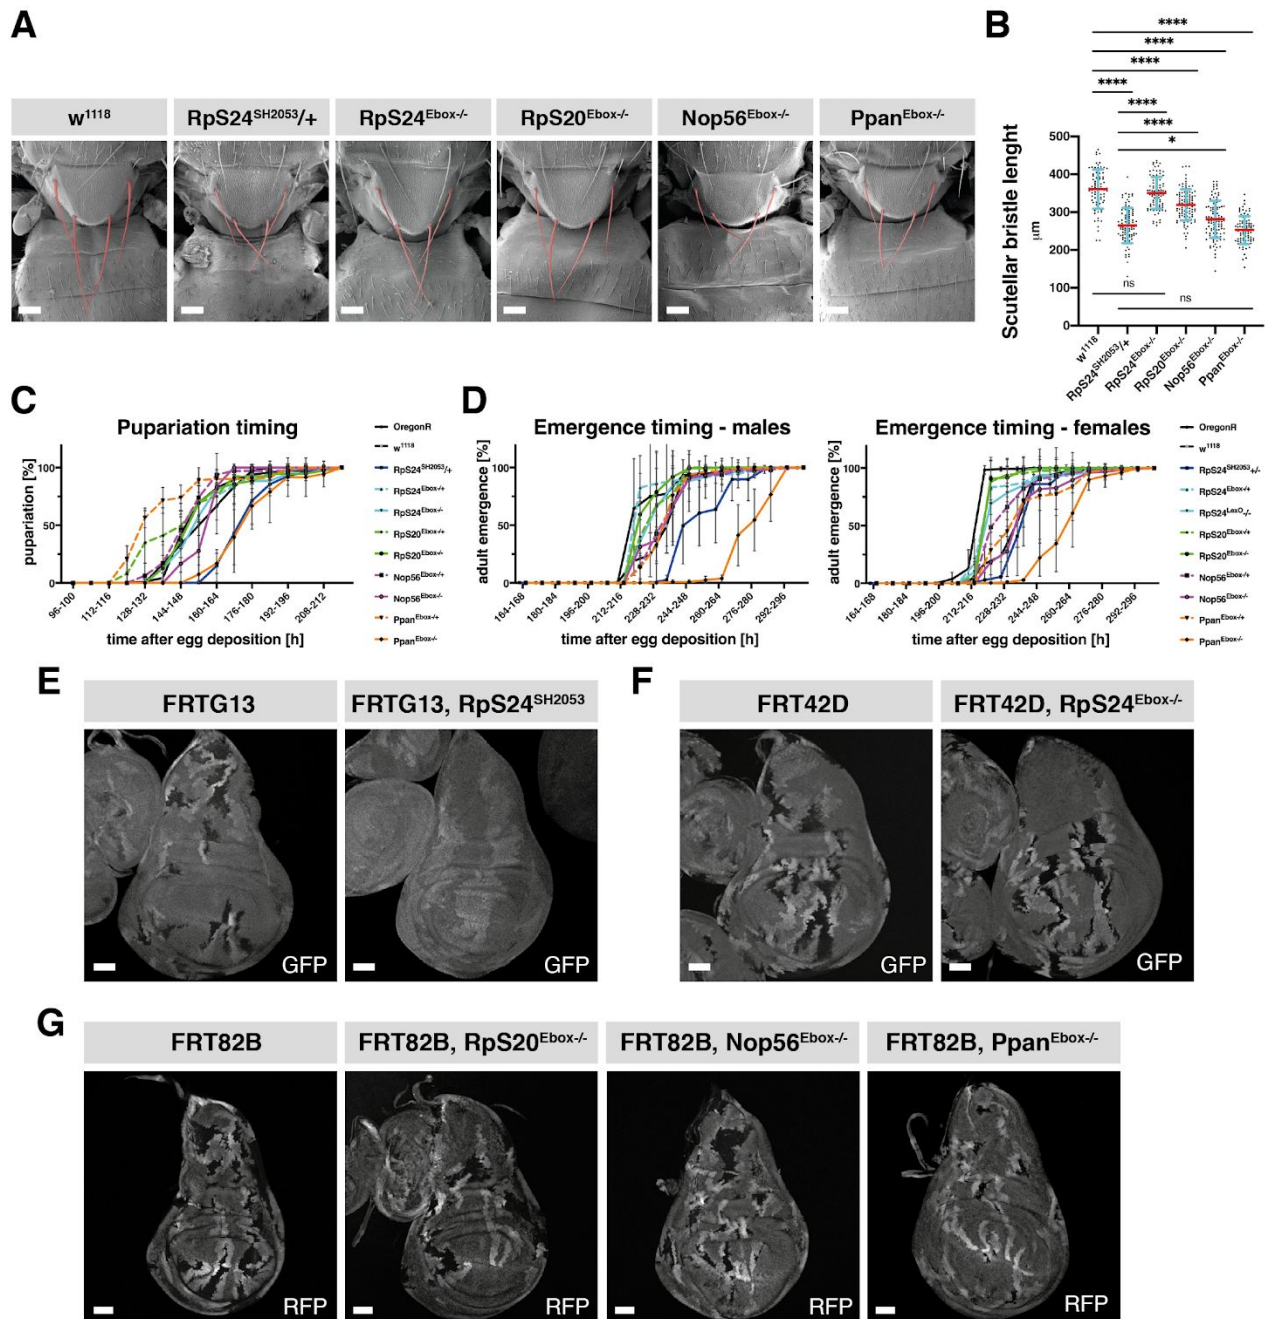 A
w1118
RpS24SH2053/+
RpS24Ebox-/-
RpS20Ebox-/-
Nop56Ebox-/-
PpanEbox-/-
B
****
****
****
****
****
****
*
Scutellar bristle lenght
µm
500
400
300
200
100
0
ns
ns
w1118
RpS24SH2053/+
RpS24Ebox-/-
RpS20Ebox-/-
Nop56Ebox-/-
PpanEbox-/-
C
Pupariation timing
pupariation [%]
100
50
0
96-100
112-116
128-132
144-148
160-164
176-180
192-196
208-212
time after egg deposition [h]
OregonR
w1118
RpS24SH2053/+
RpS24Ebox-/+
RpS24Ebox-/-
RpS20Ebox-/+
RpS20Ebox-/-
Nop56Ebox-/+
Nop56Ebox-/-
PpanEbox-/+
PpanEbox-/-
D
Emergence timing - males
adult emergence [%]
100
50
0
164-168
180-184
196-200
212-216
228-232
244-248
260-264
276-280
292-296
time after egg deposition [h]
Emergence timing - females
adult emergence [%]
100
50
0
164-168
180-184
196-200
212-216
228-232
244-248
260-264
276-280
292-296
time after egg deposition [h]
OregonR
w1118
RpS24SH2053+/-
RpS24Ebox-/+
RpS24LexO-/-
RpS20Ebox-/+
RpS20Ebox-/-
Nop56Ebox-/+
Nop56Ebox-/-
PpanEbox-/+
PpanEbox-/-
E
FRTG13
FRTG13, RpS24SH2053
GFP
GFP
F
FRT42D
FRT42D, RpS24Ebox-/-
GFP
GFP
G
FRT82B
FRT82B, RpS20Ebox-/-
FRT82B, Nop56Ebox-/-
FRT82B, PpanEbox-/-
RFP
RFP
RFP
RFP